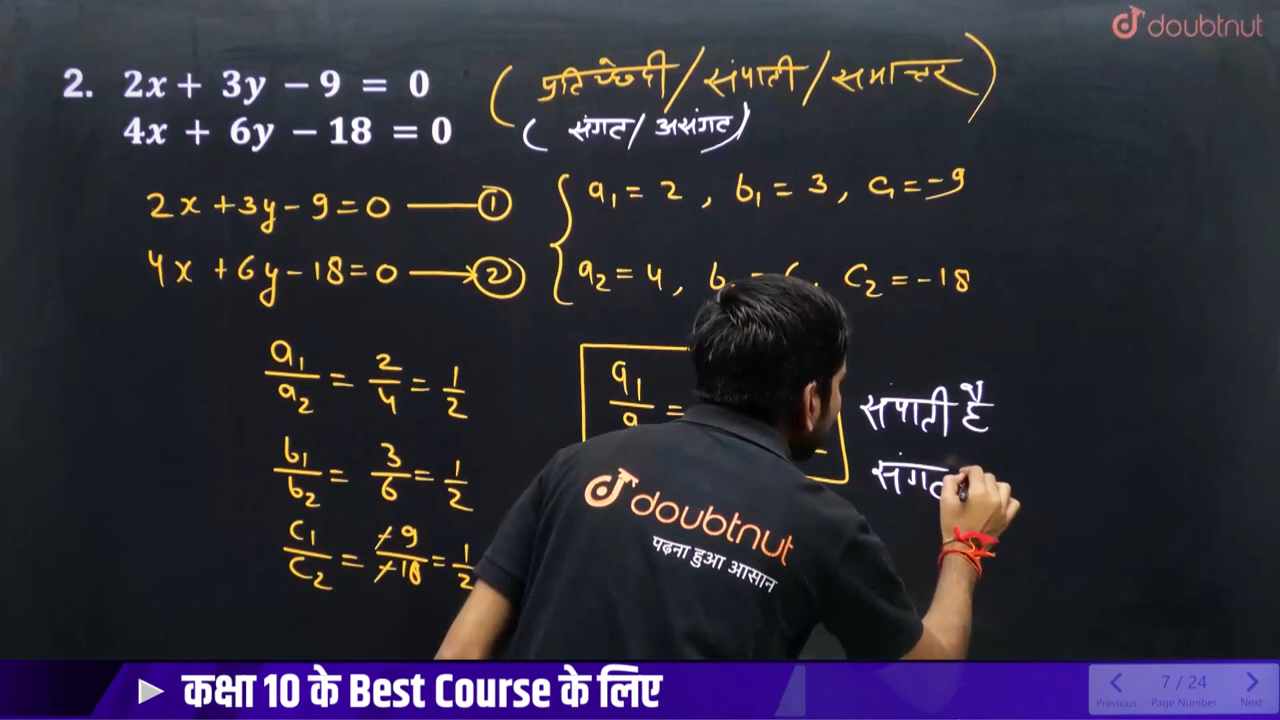 doubtnut
2. 2x + 3y − 9 = 0 (प्रतिच्छेदी/संपाती/समान्तर)
4x + 6y − 18 = 0 (संगत/असंगत)
2x + 3y − 9 = 0 —— ① { a₁ = 2 , b₁ = 3 , c₁ = −9
4x + 6y − 18 = 0 ——> ② a₂ = 4 , c₂ = −18
a₁/a₂ = 2/4 = 1/2
a₁
संपाती है
b₁/b₂ = 3/6 = 1/2
संगत
c₁/c₂ = −9/−18 = 1/2
doubtnut
पढ़ना हुआ आसान
कक्षा 10 के Best Course के लिए
7 / 24
Previous Page Number Next